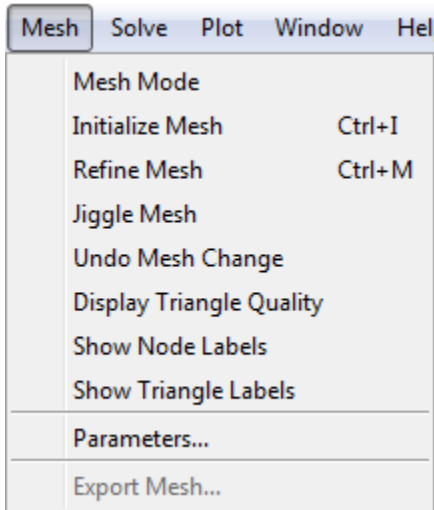 Mesh Solve Plot Window Hel
Mesh Mode
Initialize Mesh Ctrl+I
Refine Mesh Ctrl+M
Jiggle Mesh
Undo Mesh Change
Display Triangle Quality
Show Node Labels
Show Triangle Labels
Parameters...
Export Mesh...